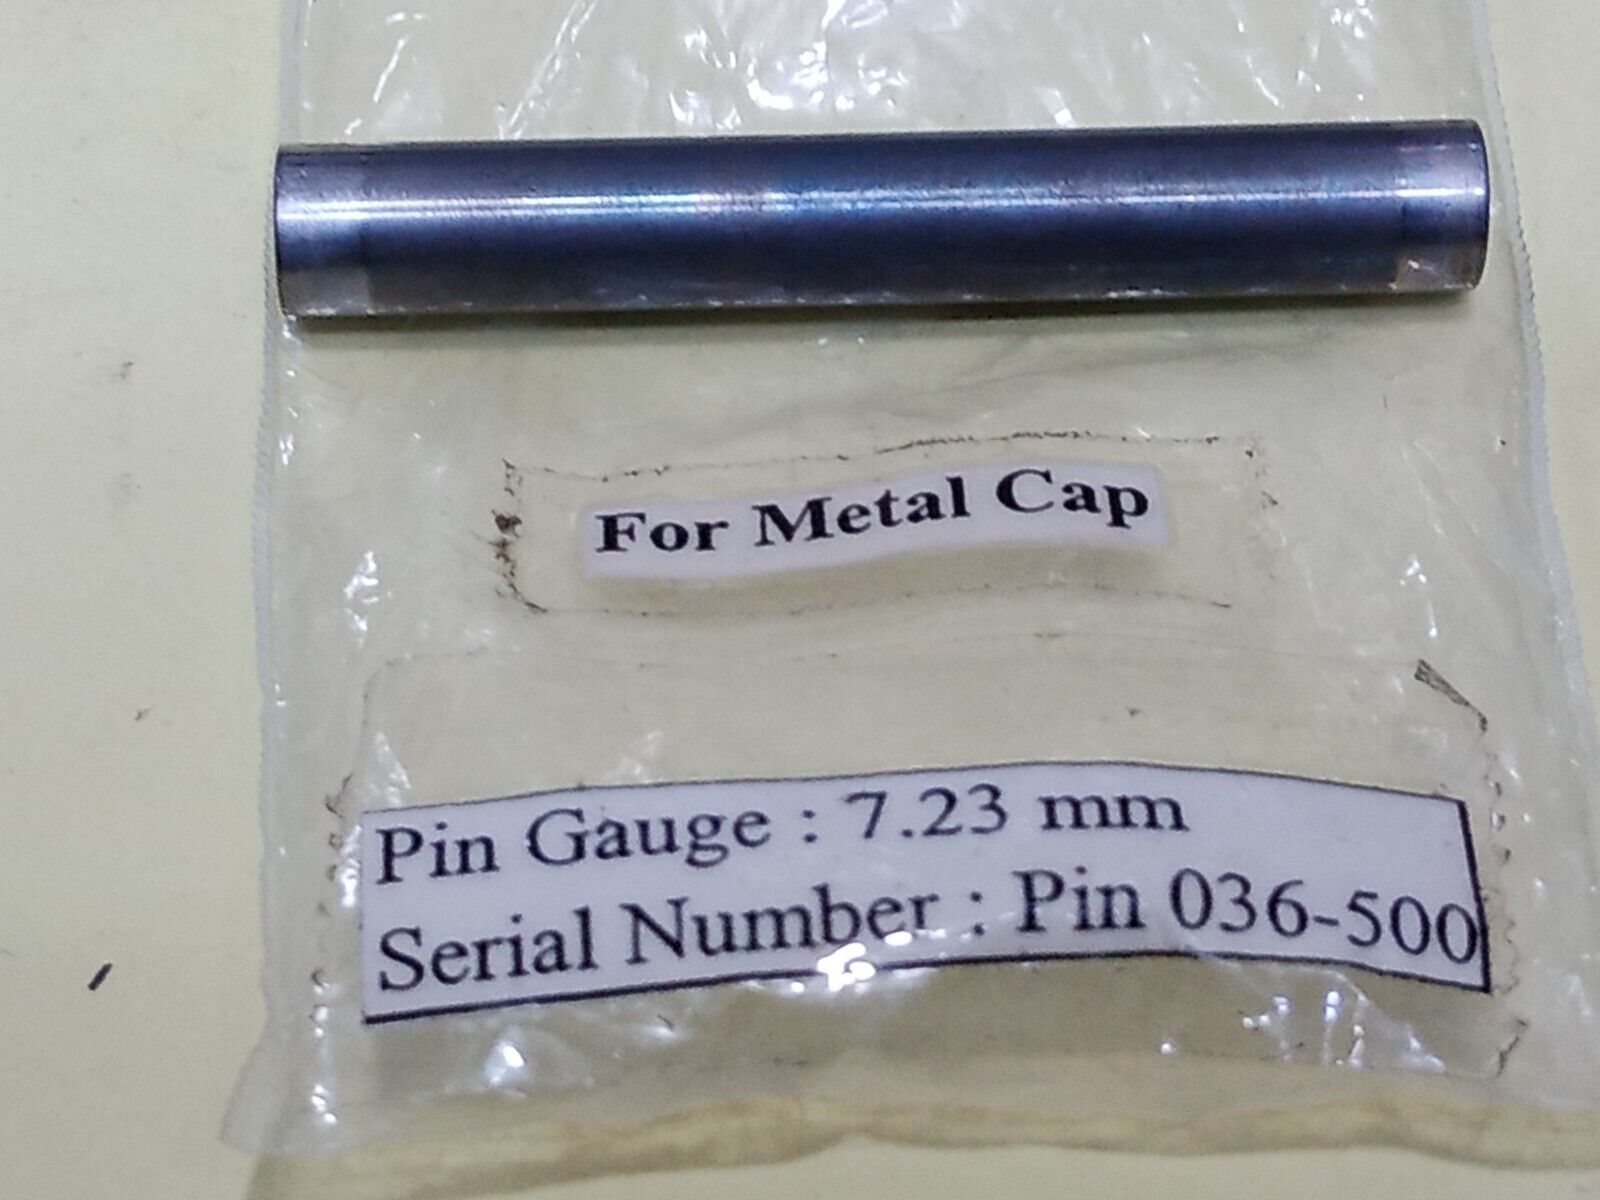 For Metal Cap
Pin Gauge : 7.23 mm
Serial Number : Pin 036-500